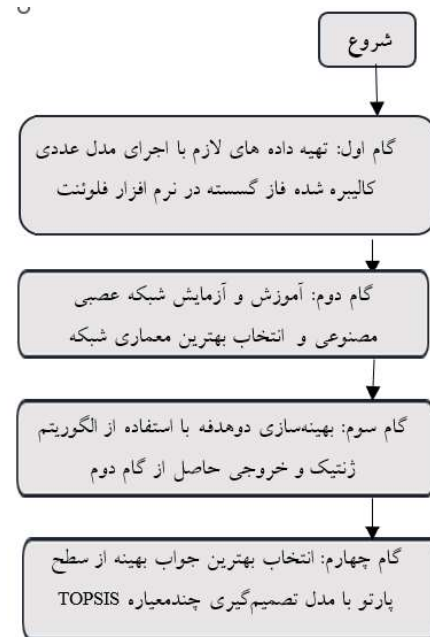 شروع
گام اول: تهیه داده های لازم با اجرای مدل عددی
کالیبره شده فاز گسسته در نرم افزار فلوئنت
گام دوم: آموزش و آزمایش شبکه عصبی
مصنوعی و انتخاب بهترین معماری شبکه
گام سوم: بهینه‌سازی دوهدفه با استفاده از الگوریتم
ژنتیک و خروجی حاصل از گام دوم
گام چهارم: انتخاب بهترین جواب بهینه از سطح
پارتو با مدل تصمیم‌گیری چندمعیاره TOPSIS